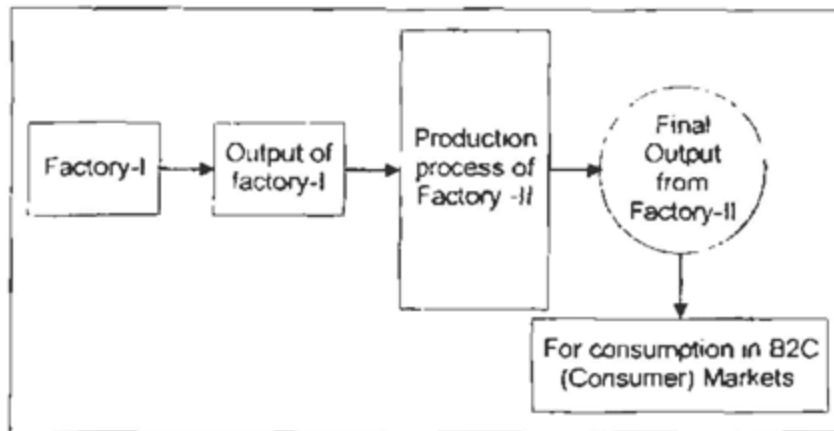 Factory-I
Output of
factory-I
Production
process of
Factory -II
Final
Output
from
Factory-II
For consumption in B2C
(Consumer) Markets